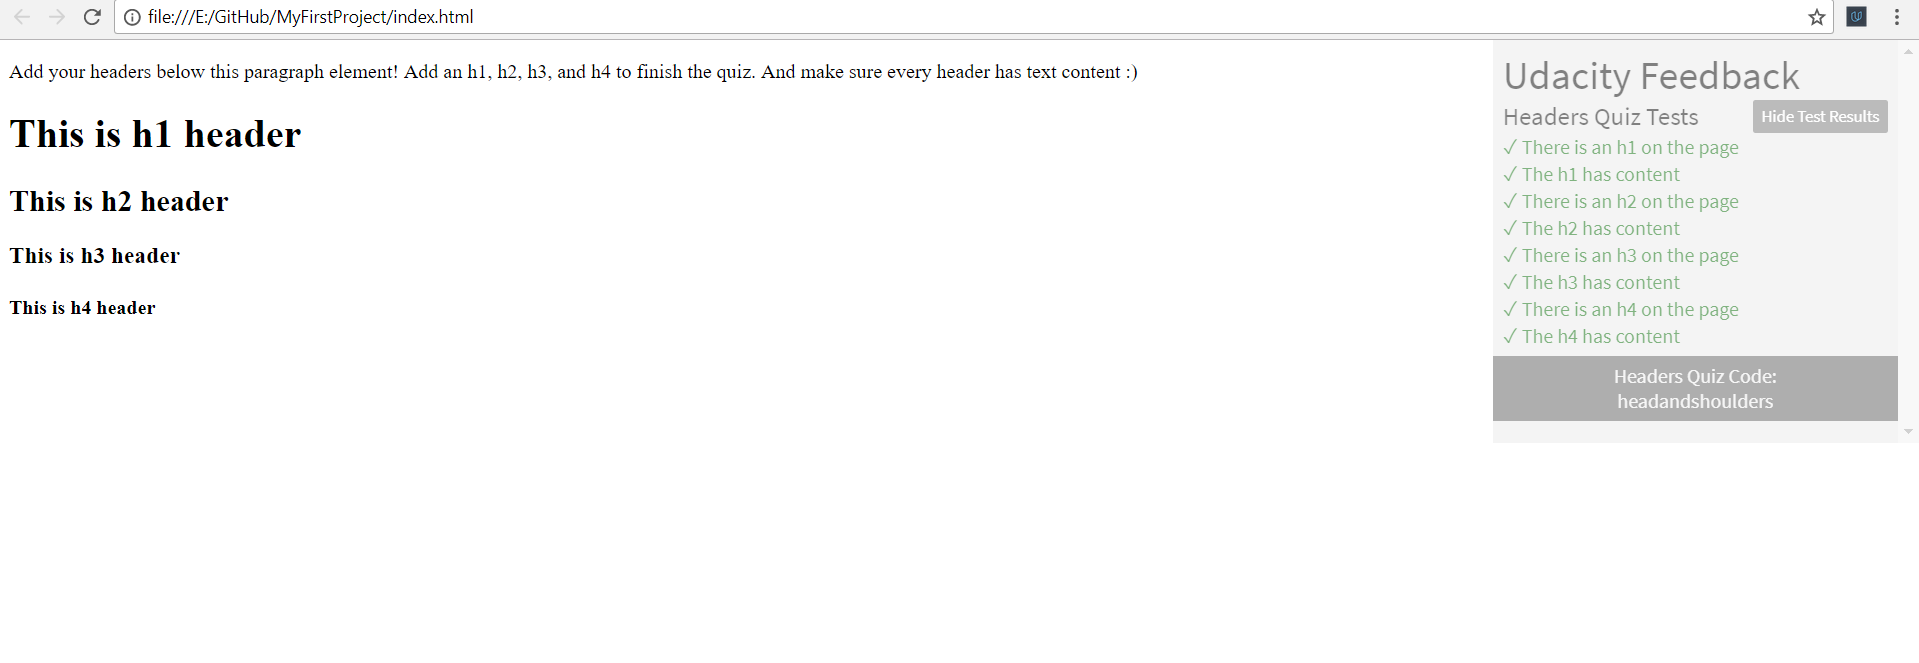 file:///E:/GitHub/MyFirstProject/index.html
Add your headers below this paragraph element! Add an h1, h2, h3, and h4 to finish the quiz. And make sure every header has text content :)
This is h1 header
This is h2 header
This is h3 header
This is h4 header
Udacity Feedback
Headers Quiz Tests
Hide Test Results
✓ There is an h1 on the page
✓ The h1 has content
✓ There is an h2 on the page
✓ The h2 has content
✓ There is an h3 on the page
✓ The h3 has content
✓ There is an h4 on the page
✓ The h4 has content
Headers Quiz Code:
headandshoulders